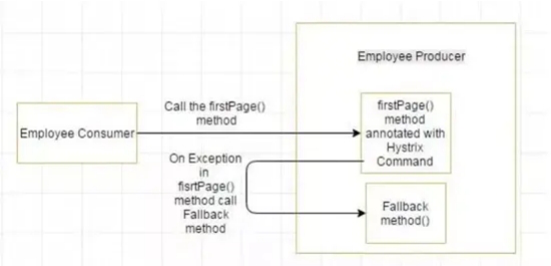 Employee Producer
Call the firstPage()
method
Employee Consumer
firstPage()
method
annotated with
Hystrix
Command
On Exception
in
fisrtPage()
method call
Fallback
method
Fallback
method()